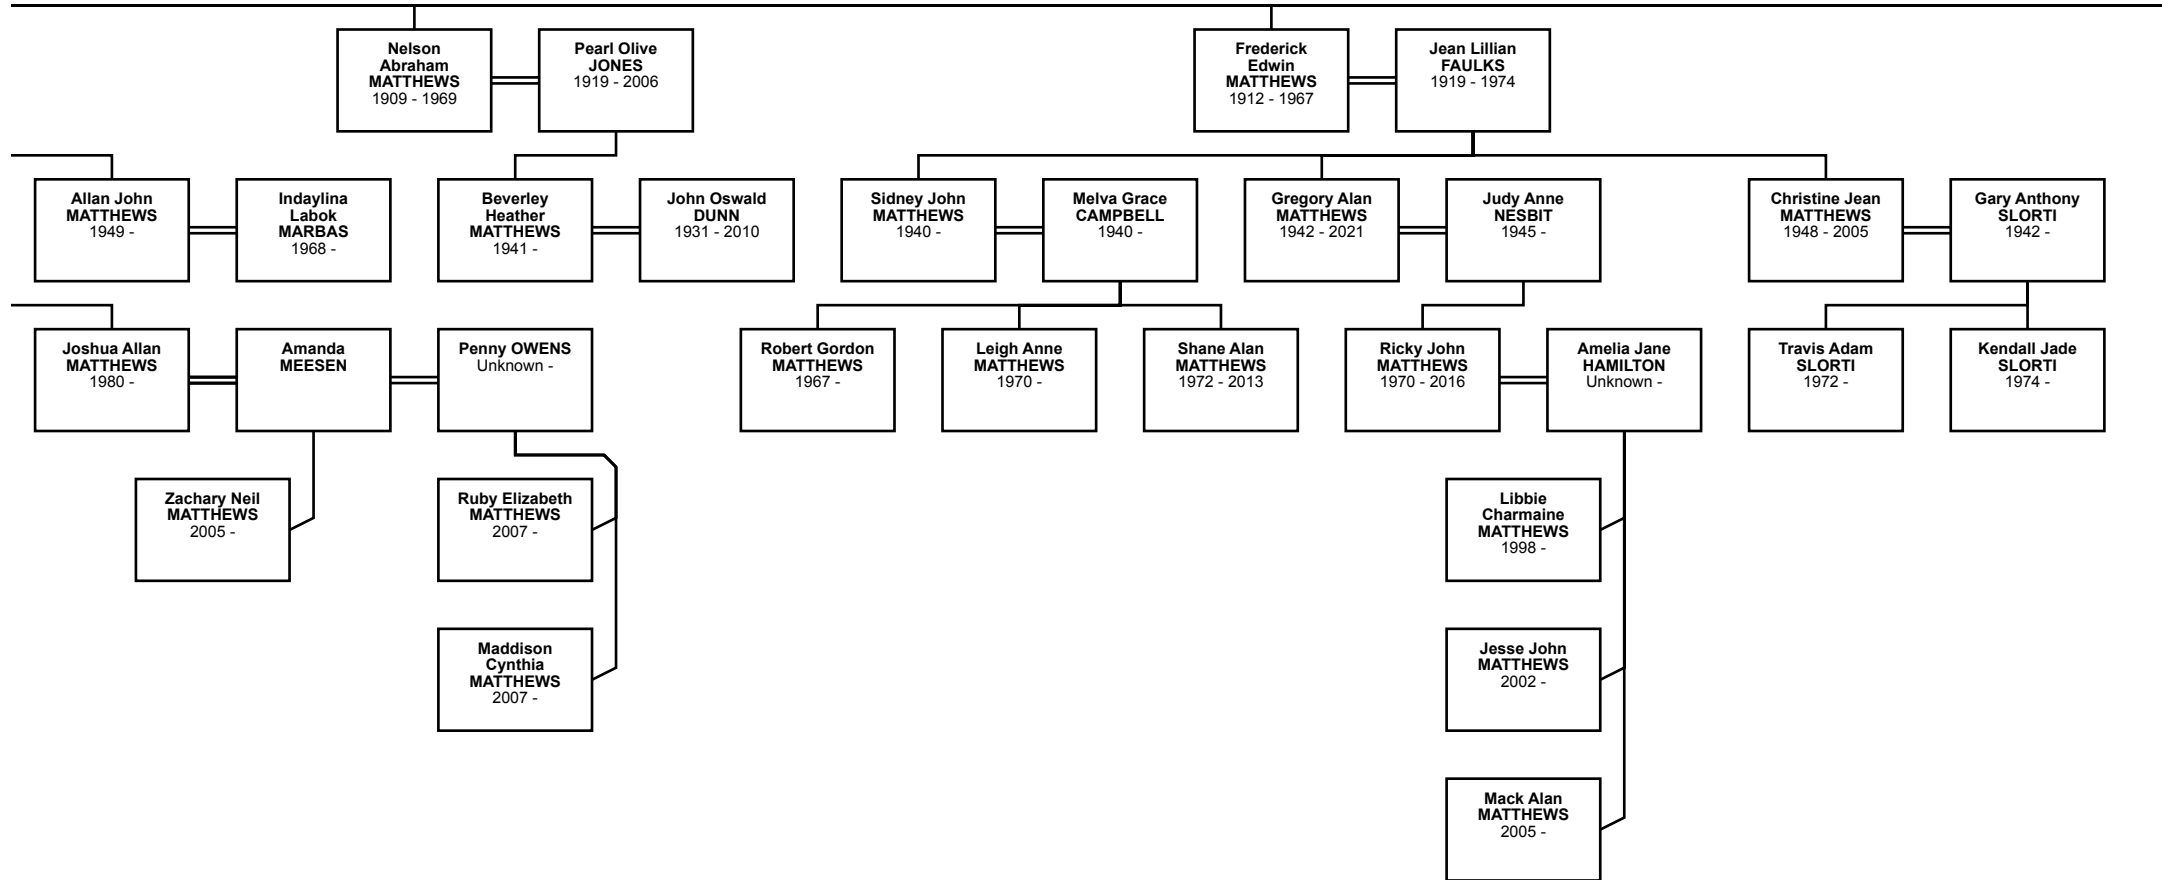 Nelson
Abraham
MATTHEWS
1909 - 1969
Pearl Olive
JONES
1919 - 2006
Frederick
Edwin
MATTHEWS
1912 - 1967
Jean Lillian
FAULKS
1919 - 1974
Allan John
MATTHEWS
1949 -
Indaylina
Labok
MARBAS
1968 -
Beverley
Heather
MATTHEWS
1941 -
John Oswald
DUNN
1931 - 2010
Sidney John
MATTHEWS
1940 -
Melva Grace
CAMPBELL
1940 -
Gregory Alan
MATTHEWS
1942 - 2021
Judy Anne
NESBIT
1945 -
Christine Jean
MATTHEWS
1948 - 2005
Gary Anthony
SLORTI
1942 -
Joshua Allan
MATTHEWS
1980 -
Amanda
MEESEN
Penny OWENS
Unknown -
Robert Gordon
MATTHEWS
1967 -
Leigh Anne
MATTHEWS
1970 -
Shane Alan
MATTHEWS
1972 - 2013
Ricky John
MATTHEWS
1970 - 2016
Amelia Jane
HAMILTON
Unknown -
Travis Adam
SLORTI
1972 -
Kendall Jade
SLORTI
1974 -
Zachary Neil
MATTHEWS
2005 -
Ruby Elizabeth
MATTHEWS
2007 -
Libbie
Charmaine
MATTHEWS
1998 -
Maddison
Cynthia
MATTHEWS
2007 -
Jesse John
MATTHEWS
2002 -
Mack Alan
MATTHEWS
2005 -